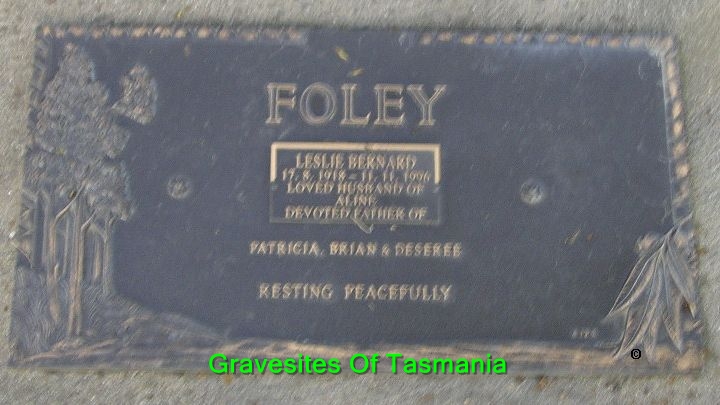 FOLEY
LESLIE BERNARD
17. 8. 1918 - 11. 11. 1996
LOVED HUSBAND OF
ALINE
DEVOTED FATHER OF
PATRICIA, BRIAN & DESEREE
RESTING PEACEFULLY
©
Gravesites Of Tasmania